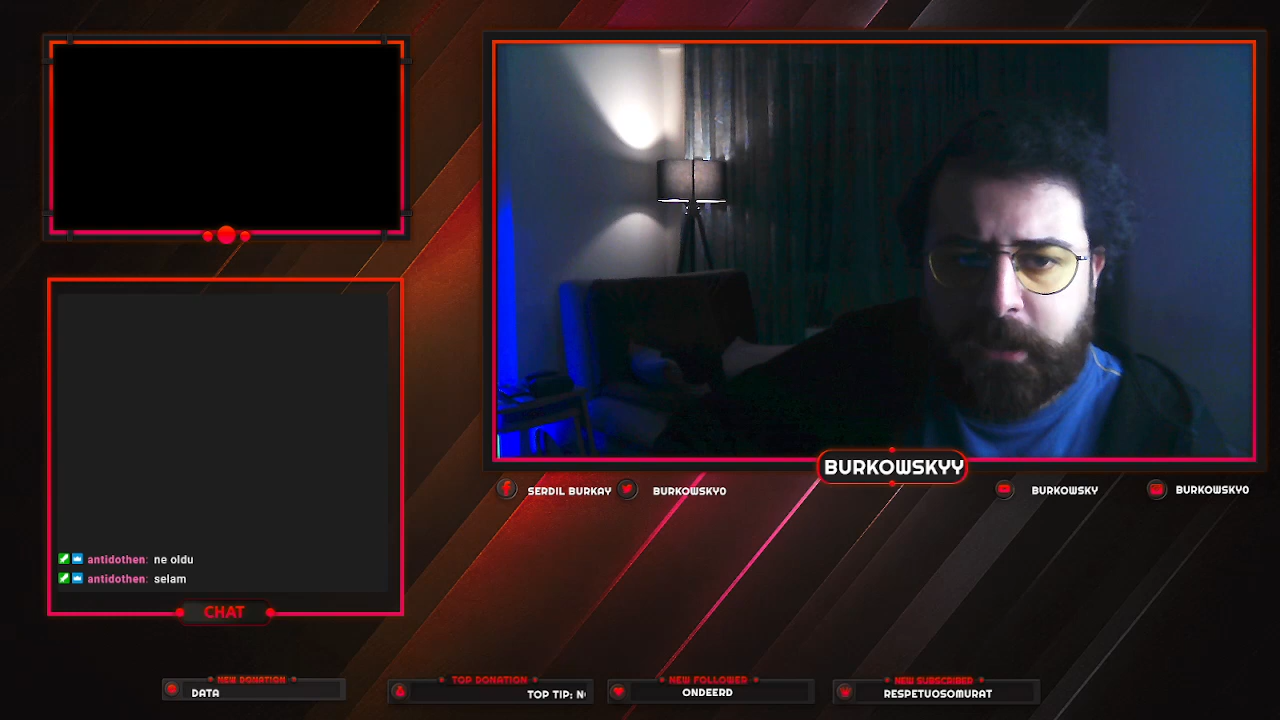 BURKOWSKYY
SERDIL BURKAY
BURKOWSKY0
BURKOWSKY
BURKOWSKY0
antidothen: ne oldu
antidothen: selam
CHAT
NEW DONATION
DATA
TOP DONATION
TOP TIP:
NEW FOLLOWER
ONDEERD
NEW SUBSCRIBED
RESPETUOSOMURAT